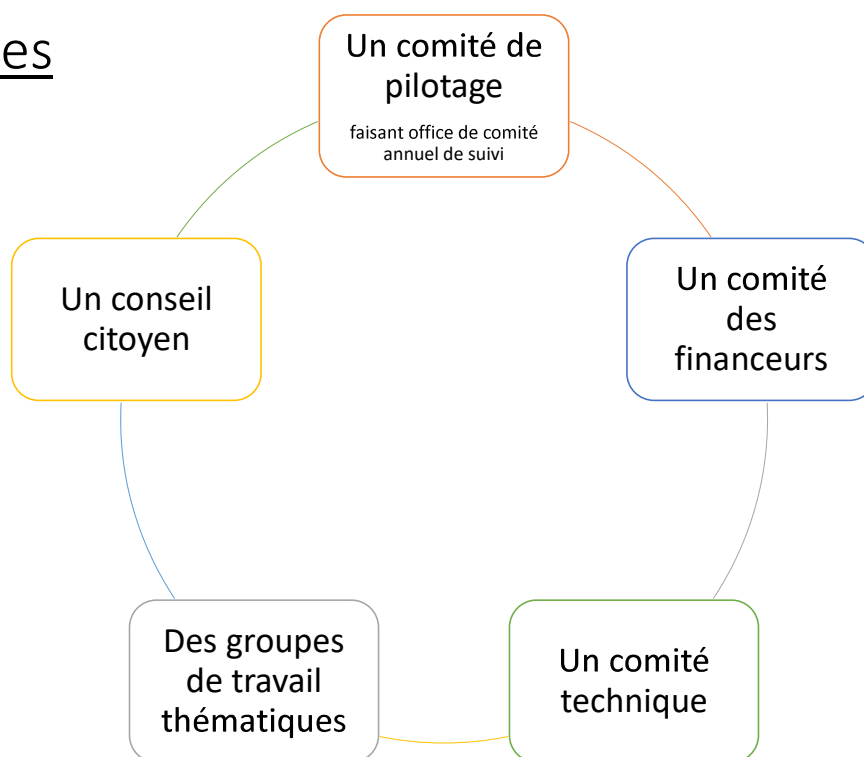 es
Un comité de
pilotage
faisant office de comité
annuel de suivi
Un comité
des
financeurs
Un comité
technique
Des groupes
de travail
thématiques
Un conseil
citoyen